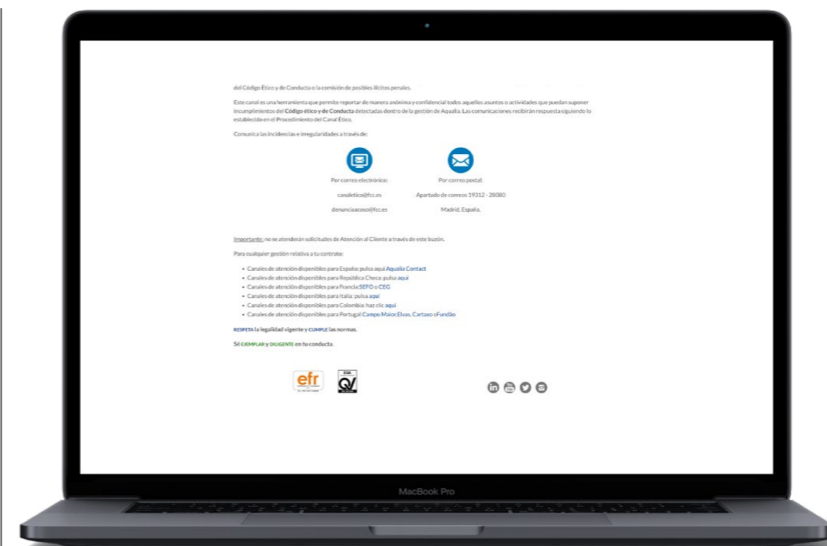 del Código Ético y de Conducta o la comisión de posibles ilícitos penales.
Este canal es una herramienta que permite reportar de manera anónima y confidencial todos aquellos asuntos o actividades que puedan suponer
incumplimientos del Código ético y de Conducta detectadas dentro de la gestión de Aqualia. Las comunicaciones recibirán respuesta siguiendo lo
establecido en el Procedimiento del Canal Ético.
Comunica las incidencias e irregularidades a través de:
Por correo electrónico: Por correo postal:
canaletico@fcc.es Apartado de correos 19312 - 28080
denunciaacoso@fcc.es Madrid, España.
Importante: no se atenderán solicitudes de Atención al Cliente a través de este buzón.
Para cualquier gestión relativa a tu contrato:
• Canales de atención disponibles para España: pulsa aquí Aqualia Contact
• Canales de atención disponibles para República Checa: pulsa aquí
• Canales de atención disponibles para Francia SEFO o CEG
• Canales de atención disponibles para Italia: pulsa aquí
• Canales de atención disponibles para Colombia: haz clic aquí
• Canales de atención disponibles para Portugal Campo Maior Elvas, Cartaxo o Fundão
RESPETA la legalidad vigente y CUMPLE las normas.
Sé EJEMPLAR y DILIGENTE en tu conducta
efr
QV
in
MacBook Pro